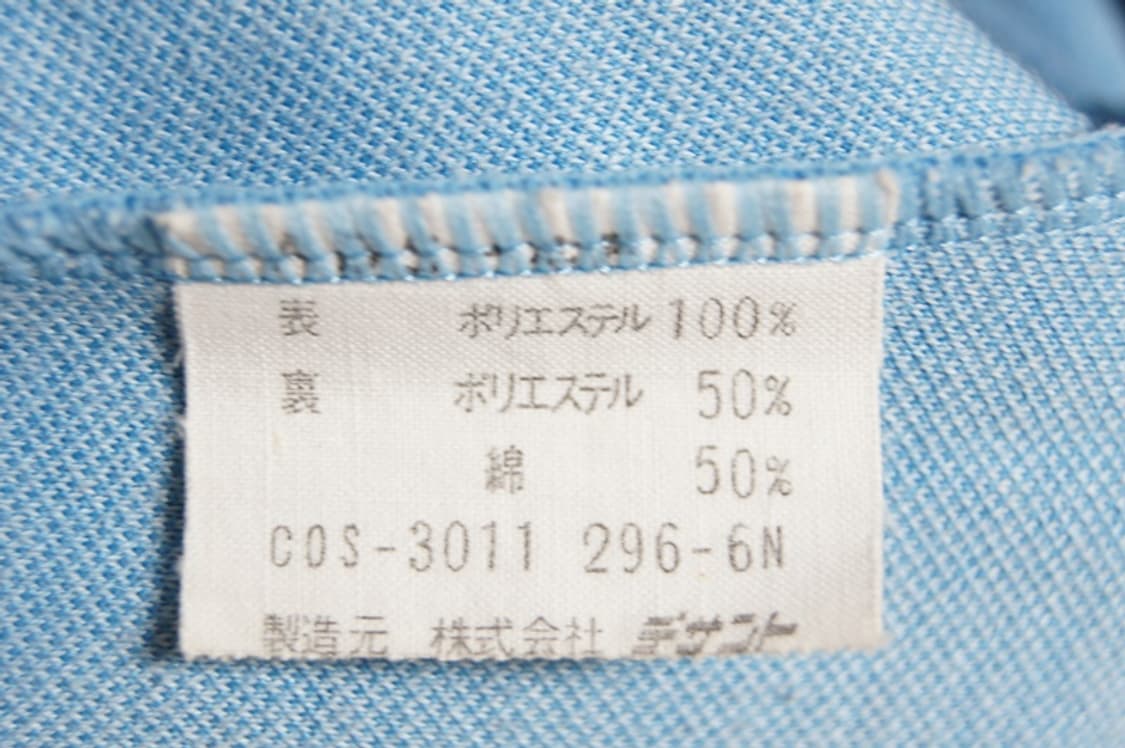 表 ポリエステル 100%
裏 ポリエステル 50%
綿 50%
COS-3011 296-6N
製造元 株式会社 デサント